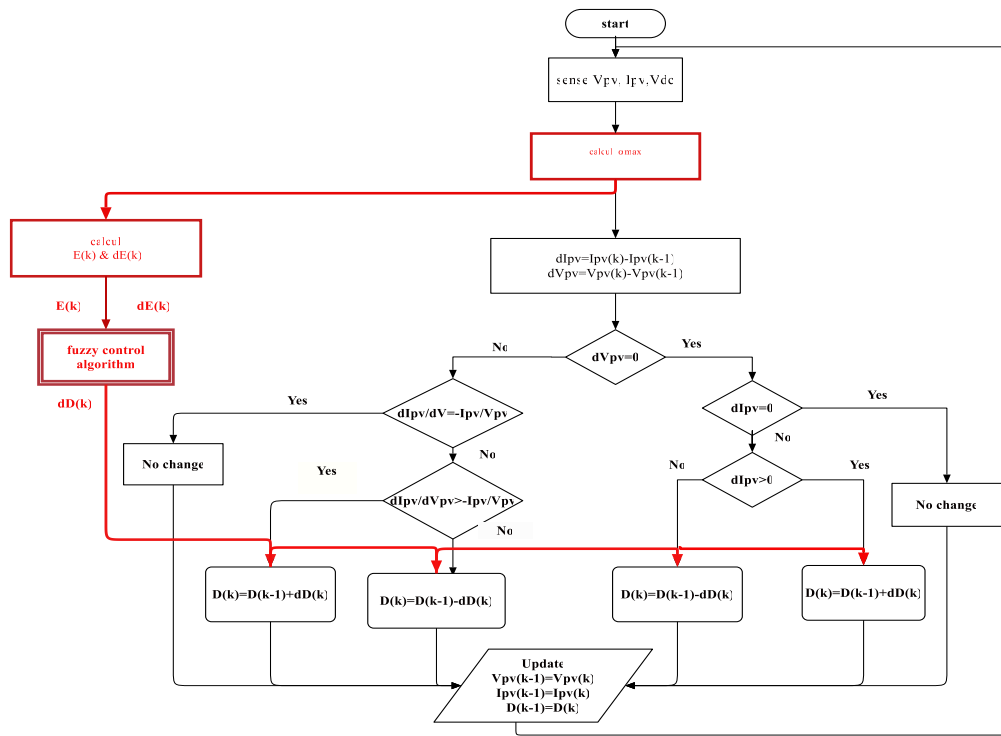 start
sense Vpv, Ipv,Vdc
calcul αmax
calcul
E(k) & dE(k)
dIpv=Ipv(k)-Ipv(k-1)
dVpv=Vpv(k)-Vpv(k-1)
E(k)
dE(k)
fuzzy control
algorithm
dD(k)
No
dVpv=0
Yes
Yes
dIpv/dV=-Ipv/Vpv
dIpv=0
Yes
No change
No
No
Yes
dIpv/dVpv>-Ipv/Vpv
No
dIpv>0
Yes
No change
No
D(k)=D(k-1)+dD(k)
D(k)=D(k-1)-dD(k)
D(k)=D(k-1)-dD(k)
D(k)=D(k-1)+dD(k)
Update
Vpv(k-1)=Vpv(k)
Ipv(k-1)=Ipv(k)
D(k-1)=D(k)